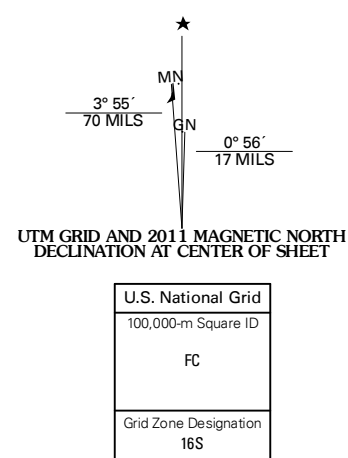 MN
3° 55´
70 MILS
GN
0° 56´
17 MILS
UTM GRID AND 2011 MAGNETIC NORTH
DECLINATION AT CENTER OF SHEET
U.S. National Grid
100,000-m Square ID
FC
Grid Zone Designation
16S